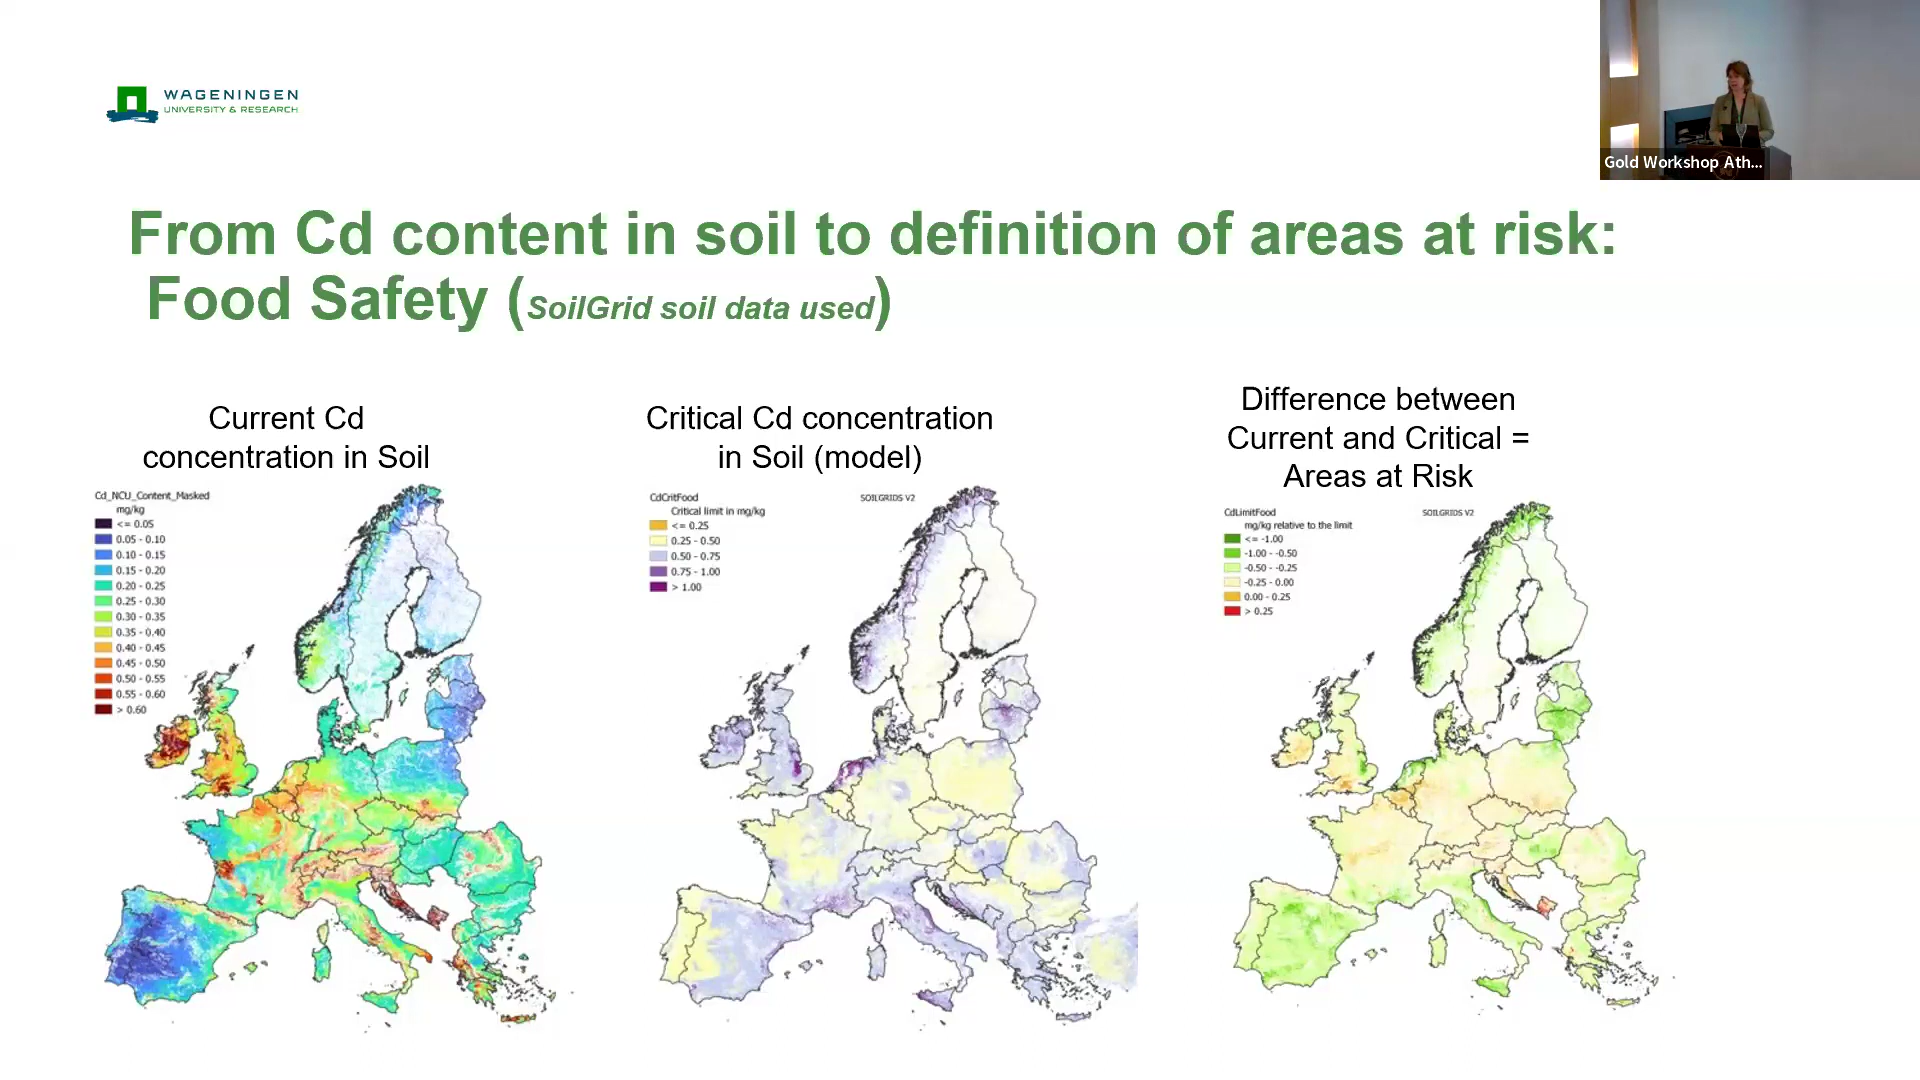 WAGENINGEN
UNIVERSITY & RESEARCH
Gold Workshop Ath...
From Cd content in soil to definition of areas at risk:
Food Safety (SoilGrid soil data used)
Current Cd
concentration in Soil
Critical Cd concentration
in Soil (model)
Difference between
Current and Critical =
Areas at Risk
Cd_NCU_Content_Masked
mg/kg
<= 0.05
0.05 - 0.10
0.10 - 0.15
0.15 - 0.20
0.20 - 0.25
0.25 - 0.30
0.30 - 0.35
0.35 - 0.40
0.40 - 0.45
0.45 - 0.50
0.50 - 0.55
0.55 - 0.60
> 0.60
CdCritFood
SOILGRIDS V2
Critical limit in mg/kg
<= 0.25
0.25 - 0.50
0.50 - 0.75
0.75 - 1.00
> 1.00
CdLimitFood
SOILGRIDS V2
mg/kg relative to the limit
<= -1.00
-1.00 - -0.50
-0.50 - -0.25
-0.25 - 0.00
0.00 - 0.25
> 0.25